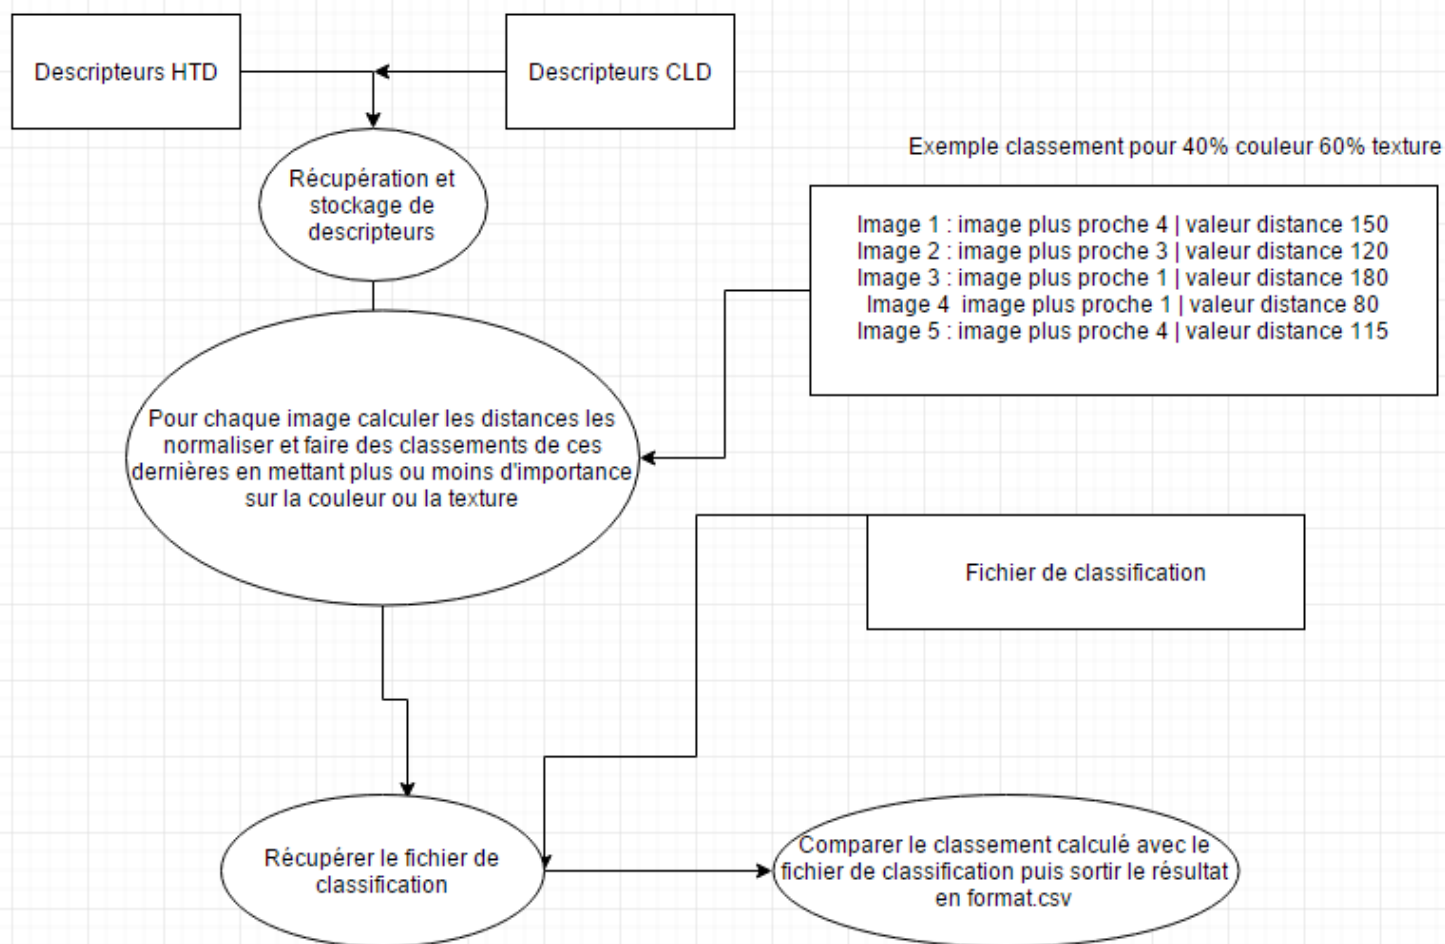 Descripteurs HTD
Descripteurs CLD
Exemple classement pour 40% couleur 60% texture
Récupération et
stockage de
descripteurs
Image 1 : image plus proche 4 | valeur distance 150
Image 2 : image plus proche 3 | valeur distance 120
Image 3 : image plus proche 1 | valeur distance 180
Image 4  image plus proche 1 | valeur distance 80
Image 5 : image plus proche 4 | valeur distance 115
Pour chaque image calculer les distances les
normaliser et faire des classements de ces
dernières en mettant plus ou moins d'importance
sur la couleur ou la texture
Fichier de classification
Récupérer le fichier de
classification
Comparer le classement calculé avec le
fichier de classification puis sortir le résultat
en format.csv